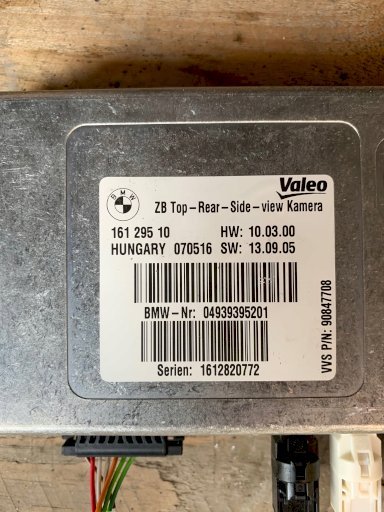 BMW
Valeo
ZB Top-Rear-Side-view Kamera
161 295 10 HW: 10.03.00
HUNGARY 070516 SW: 13.09.05
BMW-Nr: 04939395201
Serien: 1612820772
VVS P/N: 90847708